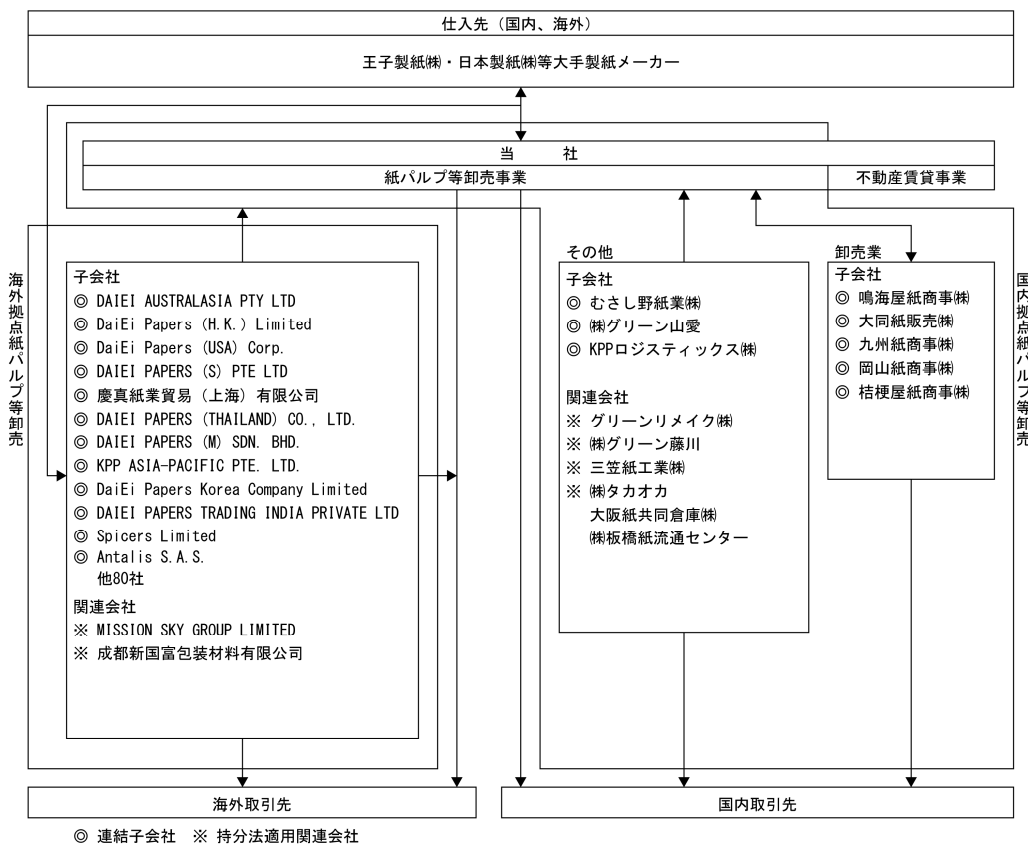 仕入先（国内、海外）
王子製紙㈱・日本製紙㈱等大手製紙メーカー
当　　　社
紙パルプ等卸売事業
不動産賃貸事業
海外拠点紙パルプ等卸売
子会社
◎ DAIEI AUSTRALASIA PTY LTD
◎ DaiEi Papers (H.K.) Limited
◎ DaiEi Papers (USA) Corp.
◎ DAIEI PAPERS (S) PTE LTD
◎ 慶真紙業貿易（上海）有限公司
◎ DAIEI PAPERS (THAILAND) CO., LTD.
◎ DAIEI PAPERS (M) SDN. BHD.
◎ KPP ASIA-PACIFIC PTE. LTD.
◎ DaiEi Papers Korea Company Limited
◎ DAIEI PAPERS TRADING INDIA PRIVATE LTD
◎ Spicers Limited
◎ Antalis S.A.S.
他80社
関連会社
※ MISSION SKY GROUP LIMITED
※ 成都新国富包装材料有限公司
その他
子会社
◎ むさし野紙業㈱
◎ ㈱グリーン山愛
◎ KPPロジスティックス㈱
関連会社
※ グリーンリメイク㈱
※ ㈱グリーン藤川
※ 三笠紙工業㈱
※ ㈱タカオカ
大阪紙共同倉庫㈱
㈱板橋紙流通センター
卸売業
子会社
◎ 鳴海屋紙商事㈱
◎ 大同紙販売㈱
◎ 九州紙商事㈱
◎ 岡山紙商事㈱
◎ 桔梗屋紙商事㈱
国内拠点紙パルプ等卸売
海外取引先
国内取引先
◎ 連結子会社　※ 持分法適用関連会社